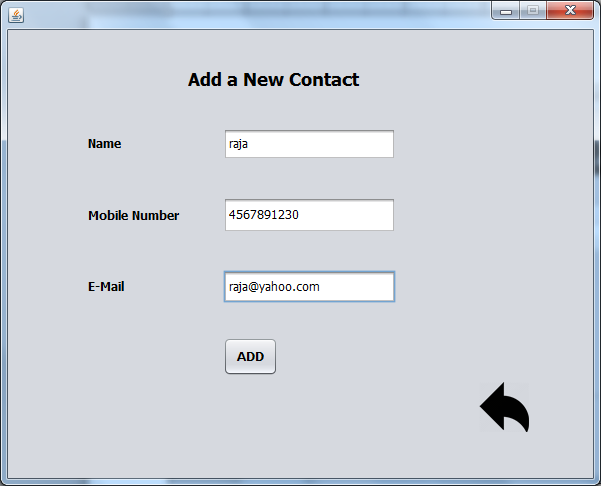 Add a New Contact
Name
raja
Mobile Number
4567891230
E-Mail
raja@yahoo.com
ADD